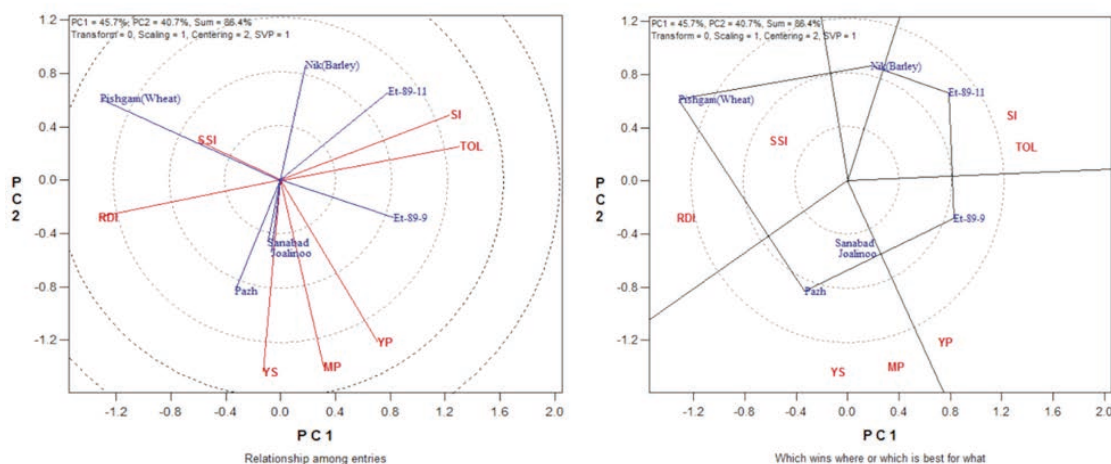 PC1 = 45.7%, PC2 = 40.7%, Sum = 86.4%
Transform = 0, Scaling = 1, Centering = 2, SVP = 1
1.2
0.8
0.4
0.0
-0.4
-0.8
-1.2
P
C
2
Nik(Barley)
Et-89-11
Pishgam(Wheat)
SI
SSI
TOL
RDI
Et-89-9
Sanabad
Joalinoo
Pazh
YP
YS
MP
-1.2 -0.8 -0.4 0.0 0.4 0.8 1.2 1.6 2.0
PC1
Relationship among entries
PC1 = 45.7%, PC2 = 40.7%, Sum = 86.4%
Transform = 0, Scaling = 1, Centering = 2, SVP = 1
1.2
0.8
0.4
0.0
-0.4
-0.8
-1.2
P
C
2
Nik(Barley)
Et-89-11
Pishgam(Wheat)
SI
SSI
TOL
RDI
Et-89-9
Sanabad
Joalinoo
Pazh
YP
YS
MP
-1.2 -0.8 -0.4 0.0 0.4 0.8 1.2 1.6 2.0
PC1
Which wins where or which is best for what